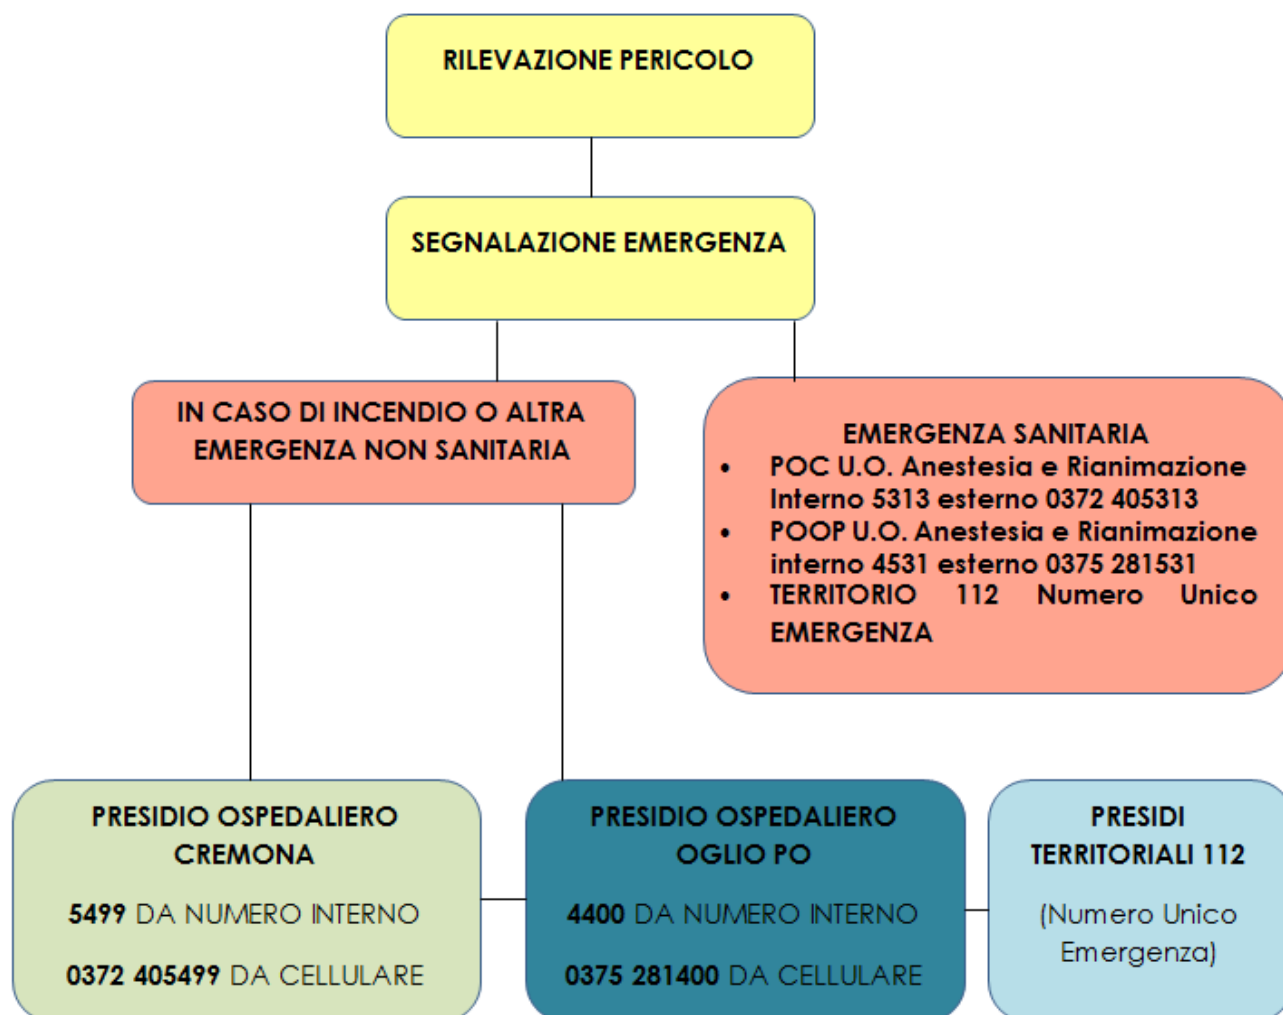 RILEVAZIONE PERICOLO
SEGNALAZIONE EMERGENZA
IN CASO DI INCENDIO O ALTRA
EMERGENZA NON SANITARIA
EMERGENZA SANITARIA
• POC U.O. Anestesia e Rianimazione
Interno 5313 esterno 0372 405313
• POOP U.O. Anestesia e Rianimazione
interno 4531 esterno 0375 281531
• TERRITORIO 112 Numero Unico
EMERGENZA
PRESIDIO OSPEDALIERO
CREMONA
5499 DA NUMERO INTERNO
0372 405499 DA CELLULARE
PRESIDIO OSPEDALIERO
OGLIO PO
4400 DA NUMERO INTERNO
0375 281400 DA CELLULARE
PRESIDI
TERRITORIALI 112
(Numero Unico
Emergenza)